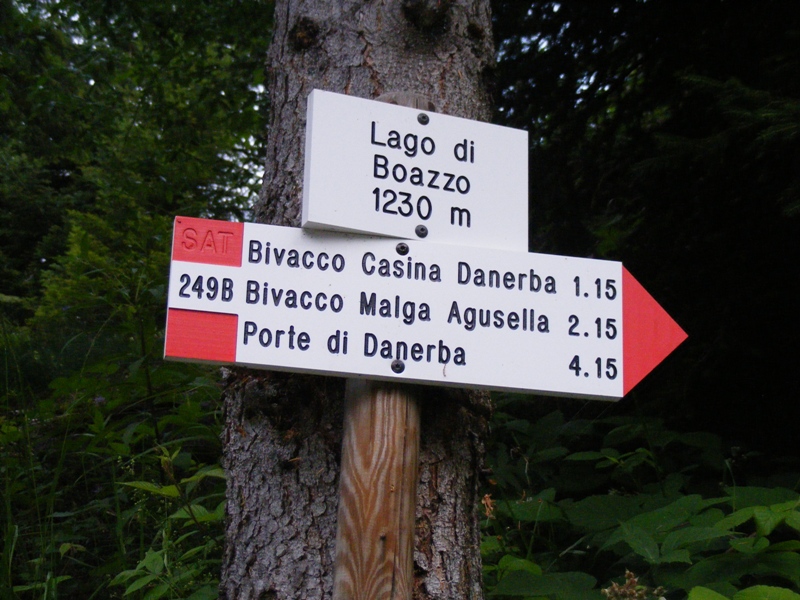 Lago di
Boazzo
1230 m
SAT
Bivacco Casina Danerba 1.15
249B Bivacco Malga Agusella 2.15
Porte di Danerba 4.15